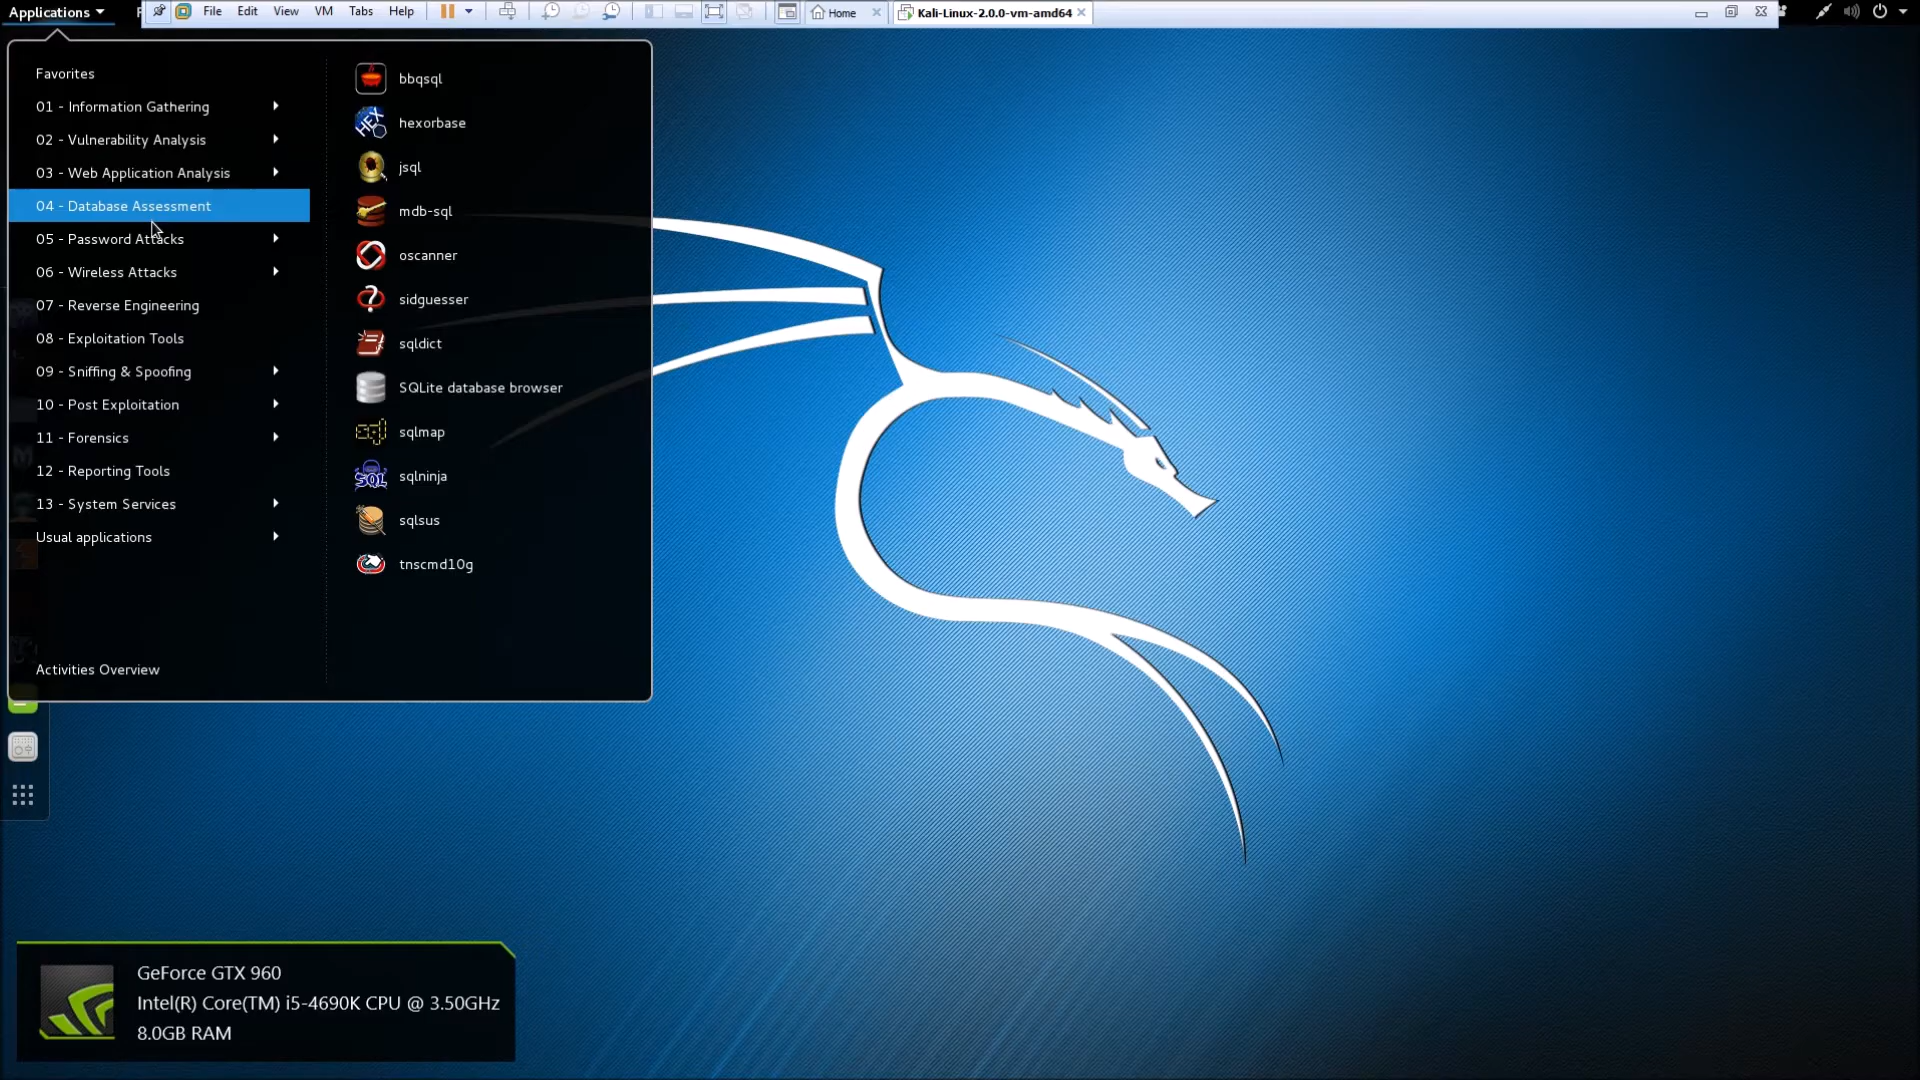 Applications
File Edit View VM Tabs Help
Home
Kali-Linux-2.0.0-vm-amd64
Favorites
01 - Information Gathering
02 - Vulnerability Analysis
03 - Web Application Analysis
04 - Database Assessment
05 - Password Attacks
06 - Wireless Attacks
07 - Reverse Engineering
08 - Exploitation Tools
09 - Sniffing & Spoofing
10 - Post Exploitation
11 - Forensics
12 - Reporting Tools
13 - System Services
Usual applications
Activities Overview
bbqsql
HEX
hexorbase
jsql
mdb-sql
oscanner
sidguesser
sqldict
SQLite database browser
sql
sqlmap
SQL
sqlninja
sqlsus
tnscmd10g
GeForce GTX 960
Intel(R) Core(TM) i5-4690K CPU @ 3.50GHz
8.0GB RAM